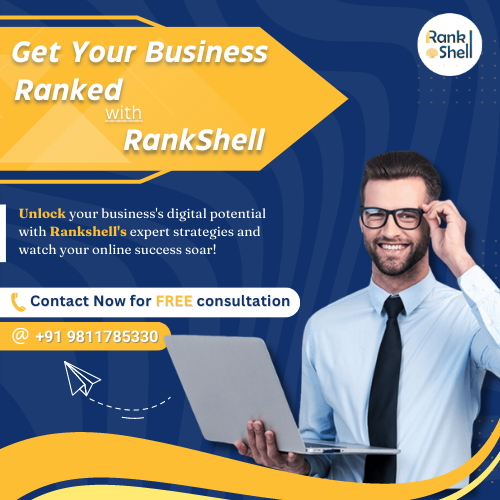 Rank
Shell
Get Your Business
Ranked
with
RankShell
Unlock your business's digital potential
with Rankshell's expert strategies and
watch your online success soar!
Contact Now for FREE consultation
@ +91 9811785330